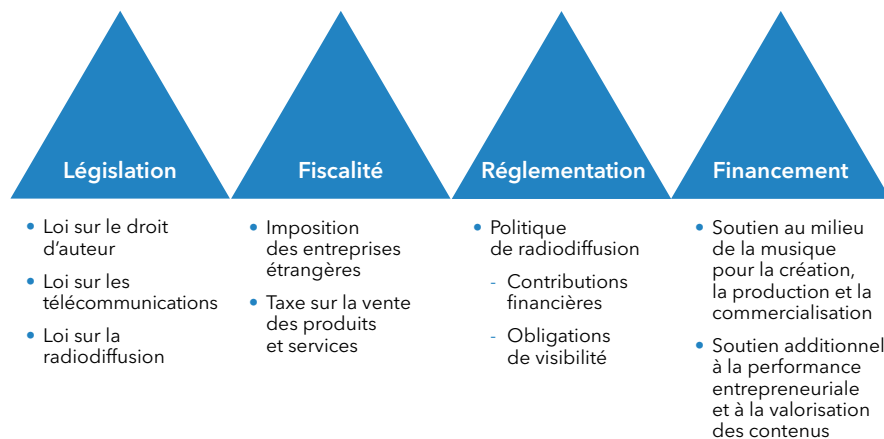 Législation
• Loi sur le droit
d’auteur
• Loi sur les
télécommunications
• Loi sur la
radiodiffusion
Fiscalité
• Imposition
des entreprises
étrangères
• Taxe sur la vente
des produits
et services
Réglementation
• Politique
de radiodiffusion
- Contributions
financières
- Obligations
de visibilité
Financement
• Soutien au milieu
de la musique
pour la création,
la production et la
commercialisation
• Soutien additionnel
à la performance
entrepreneuriale
et à la valorisation
des contenus